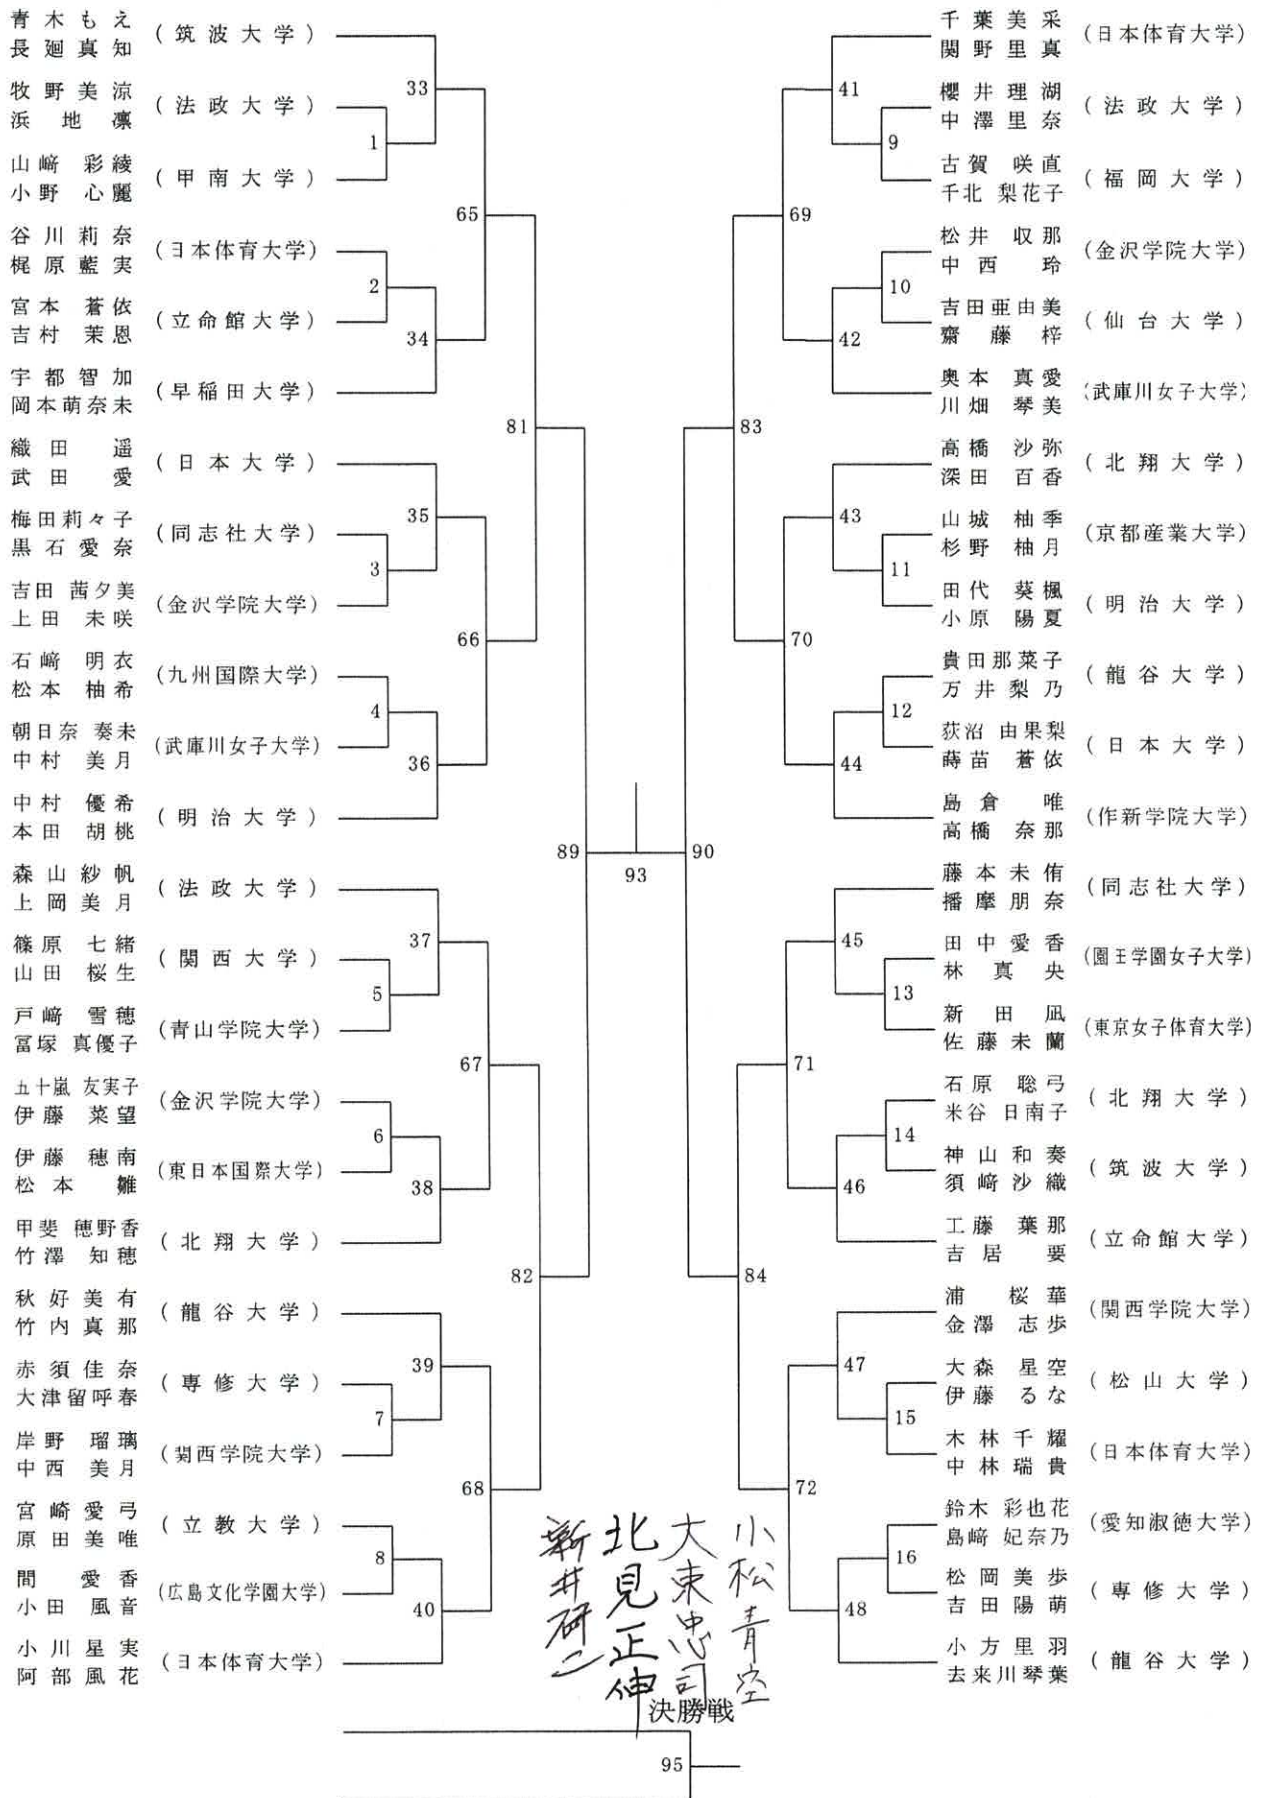 青木もえ
長廻真知
(筑波大学)
33
牧野美涼
浜地凛
(法政大学)
1
山﨑 彩綾
小野 心麗
(甲南大学)
65
谷川莉奈
梶原藍実
(日本体育大学)
2
宮本 蒼依
吉村 茉恩
(立命館大学)
34
宇都智加
岡本萌奈未
(早稲田大学)
81
織田 遥
武田 愛
(日本大学)
35
梅田莉々子
黒石愛奈
(同志社大学)
3
吉田 茜夕美
上田 未咲
(金沢学院大学)
66
石﨑 明衣
松本 柚希
(九州国際大学)
4
朝日奈 奏未
中村 美月
(武庫川女子大学)
36
中村 優希
本田 胡桃
(明治大学)
89
森山紗帆
上岡美月
(法政大学)
37
篠原 七緒
山田 桜生
(関西大学)
5
戸﨑 雪穂
冨塚 真優子
(青山学院大学)
67
五十嵐 友実子
伊藤 菜望
(金沢学院大学)
6
伊藤 穂南
松本 雛
(東日本国際大学)
38
甲斐 穂野香
竹澤 知穂
(北翔大学)
82
秋好美有
竹内真那
(龍谷大学)
39
赤須佳奈
大津留呼春
(専修大学)
7
岸野 瑠璃
中西 美月
(関西学院大学)
68
宮崎愛弓
原田美唯
(立教大学)
8
間 愛香
小田 風音
(広島文化学園大学)
40
小川星実
阿部風花
(日本体育大学)
93
千葉美采
関野里真
(日本体育大学)
41
櫻井理湖
中澤里奈
(法政大学)
9
古賀 咲直
千北 梨花子
(福岡大学)
69
松井 収那
中西 玲
(金沢学院大学)
10
吉田亜由美
齋藤梓
(仙台大学)
42
奥本 真愛
川畑 琴美
(武庫川女子大学)
83
高橋 沙弥
深田 百香
(北翔大学)
43
山城 柚季
杉野 柚月
(京都産業大学)
11
田代 葵楓
小原 陽夏
(明治大学)
70
貴田那菜子
万井梨乃
(龍谷大学)
12
荻沼 由果梨
蒔苗 蒼依
(日本大学)
44
島倉 唯
高橋 奈那
(作新学院大学)
90
藤本未侑
播摩朋奈
(同志社大学)
45
田中愛香
林真央
(園田学園女子大学)
13
新田凪
佐藤未蘭
(東京女子体育大学)
71
石原 聡弓
米谷 日南子
(北翔大学)
14
神山和奏
須﨑沙織
(筑波大学)
46
工藤 葉那
吉居 要
(立命館大学)
84
浦 桜華
金澤 志歩
(関西学院大学)
47
大森 星空
伊藤 るな
(松山大学)
15
木林千耀
中林瑞貴
(日本体育大学)
72
鈴木 彩也花
島﨑 妃奈乃
(愛知淑徳大学)
16
松岡美歩
吉田陽萌
(専修大学)
48
小方里羽
去来川琴葉
(龍谷大学)
小松青空
大東忠司
北見正伸
新井研二
決勝戦
95